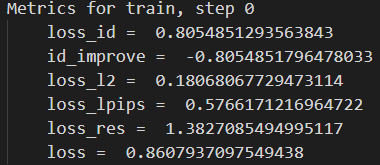 Metrics for train, step 0
loss_id =  0.8054851293563843
id_improve =  -0.8054851796478033
loss_l2 =  0.18068067729473114
loss_lpips =  0.5766171216964722
loss_res =  1.3827085494995117
loss =  0.8607937097549438